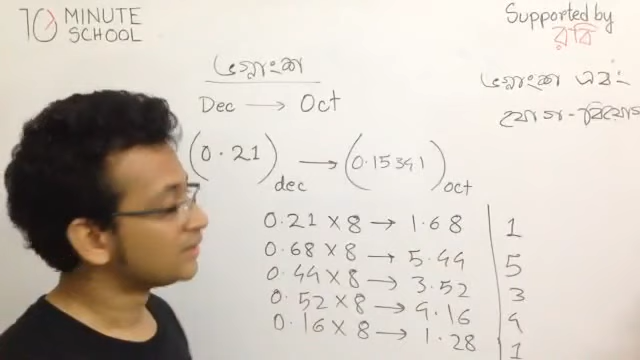 10 MINUTE SCHOOL
Supported by
রবি
ভগ্নাংশ
Dec → Oct
ভগ্নাংশ এবং
যোগ-বিয়োগ
(0.21)dec → (0.15341)oct
0.21 × 8 → 1.68 | 1
0.68 × 8 → 5.44 | 5
0.44 × 8 → 3.52 | 3
0.52 × 8 → 4.16 | 4
0.16 × 8 → 1.28 | 1